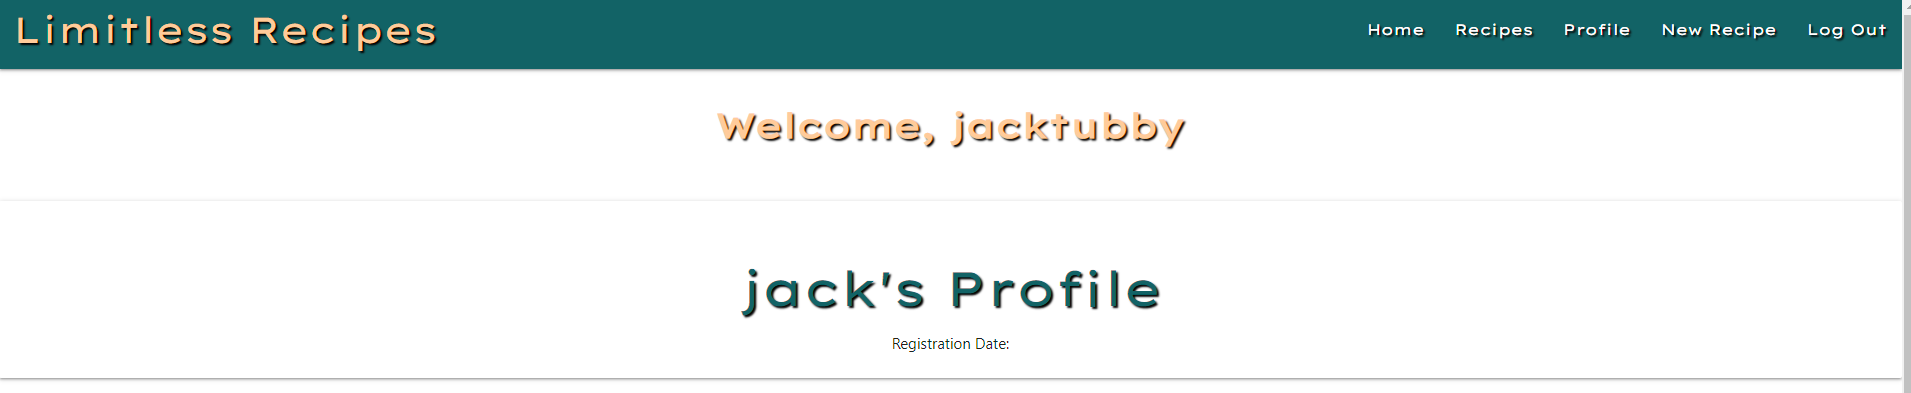 Limitless Recipes
Home Recipes Profile New Recipe Log Out
Welcome, jacktubby
jack's Profile
Registration Date: